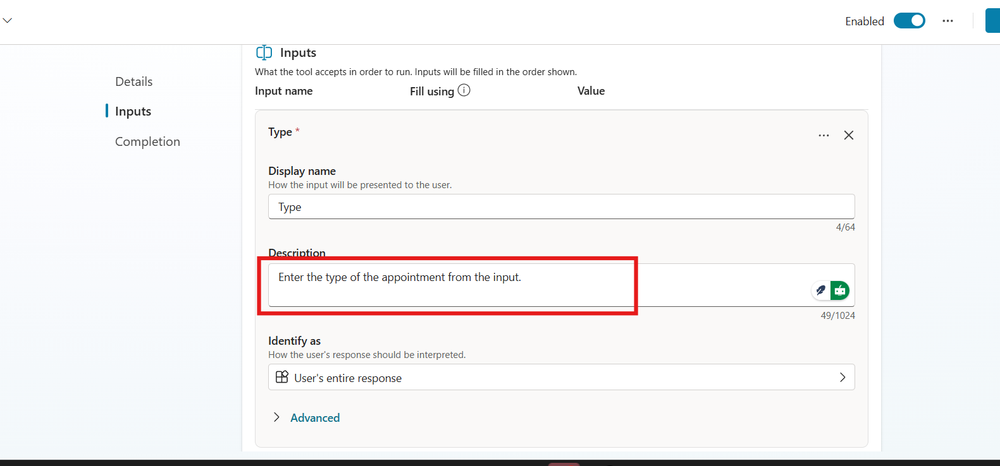 Enabled
Inputs
What the tool accepts in order to run. Inputs will be filled in the order shown.
Input name Fill using Value
Details
Inputs
Completion
Type *
Display name
How the input will be presented to the user.
Type
4/64
Description
Enter the type of the appointment from the input.
49/1024
Identify as
How the user's response should be interpreted.
User's entire response
Advanced